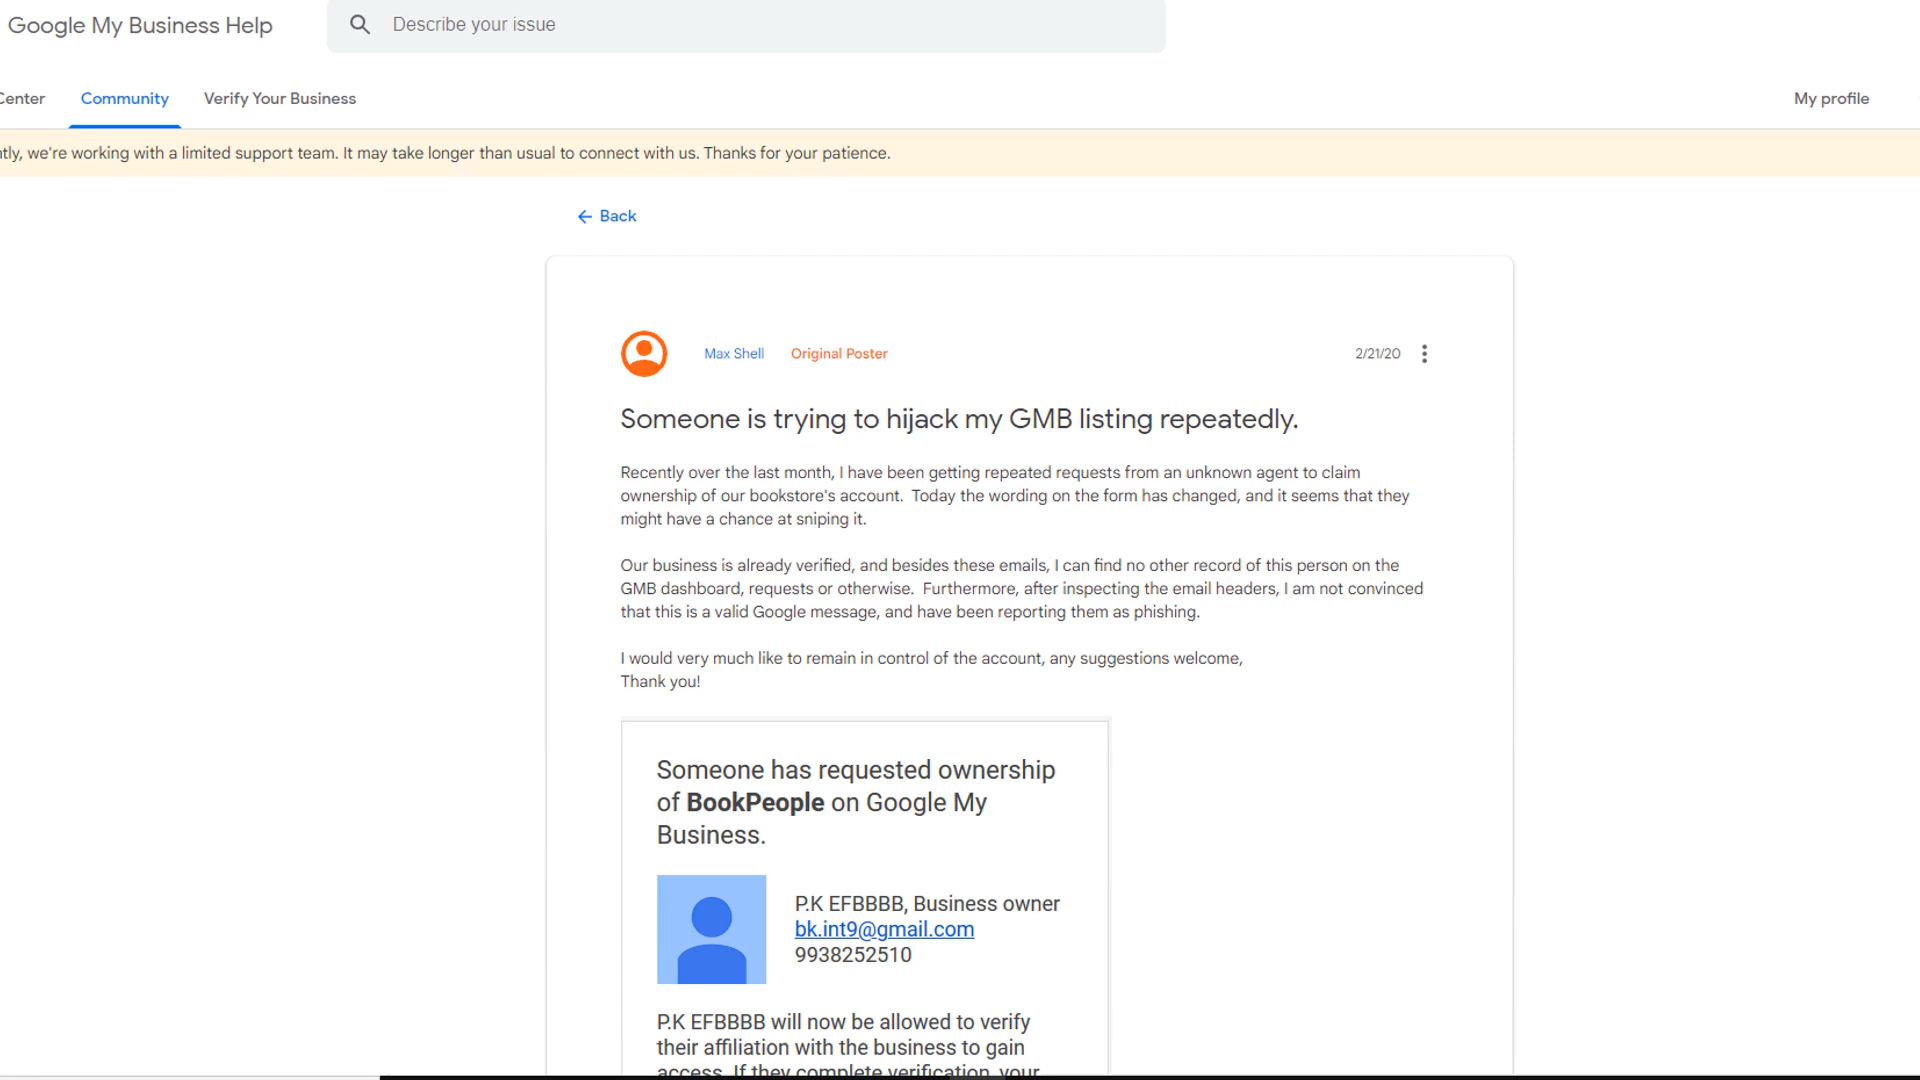 Google My Business Help
Describe your issue
Center
Community
Verify Your Business
My profile
we're working with a limited support team. It may take longer than usual to connect with us. Thanks for your patience.
Back
Max Shell
Original Poster
2/21/20
Someone is trying to hijack my GMB listing repeatedly.
Recently over the last month, I have been getting repeated requests from an unknown agent to claim
ownership of our bookstore's account.  Today the wording on the form has changed, and it seems that they
might have a chance at sniping it.
Our business is already verified, and besides these emails, I can find no other record of this person on the
GMB dashboard, requests or otherwise.  Furthermore, after inspecting the email headers, I am not convinced
that this is a valid Google message, and have been reporting them as phishing.
I would very much like to remain in control of the account, any suggestions welcome,
Thank you!
Someone has requested ownership
of BookPeople on Google My
Business.
P.K EFBBBB, Business owner
bk.int9@gmail.com
9938252510
P.K EFBBBB will now be allowed to verify
their affiliation with the business to gain
access. If they complete verification, your